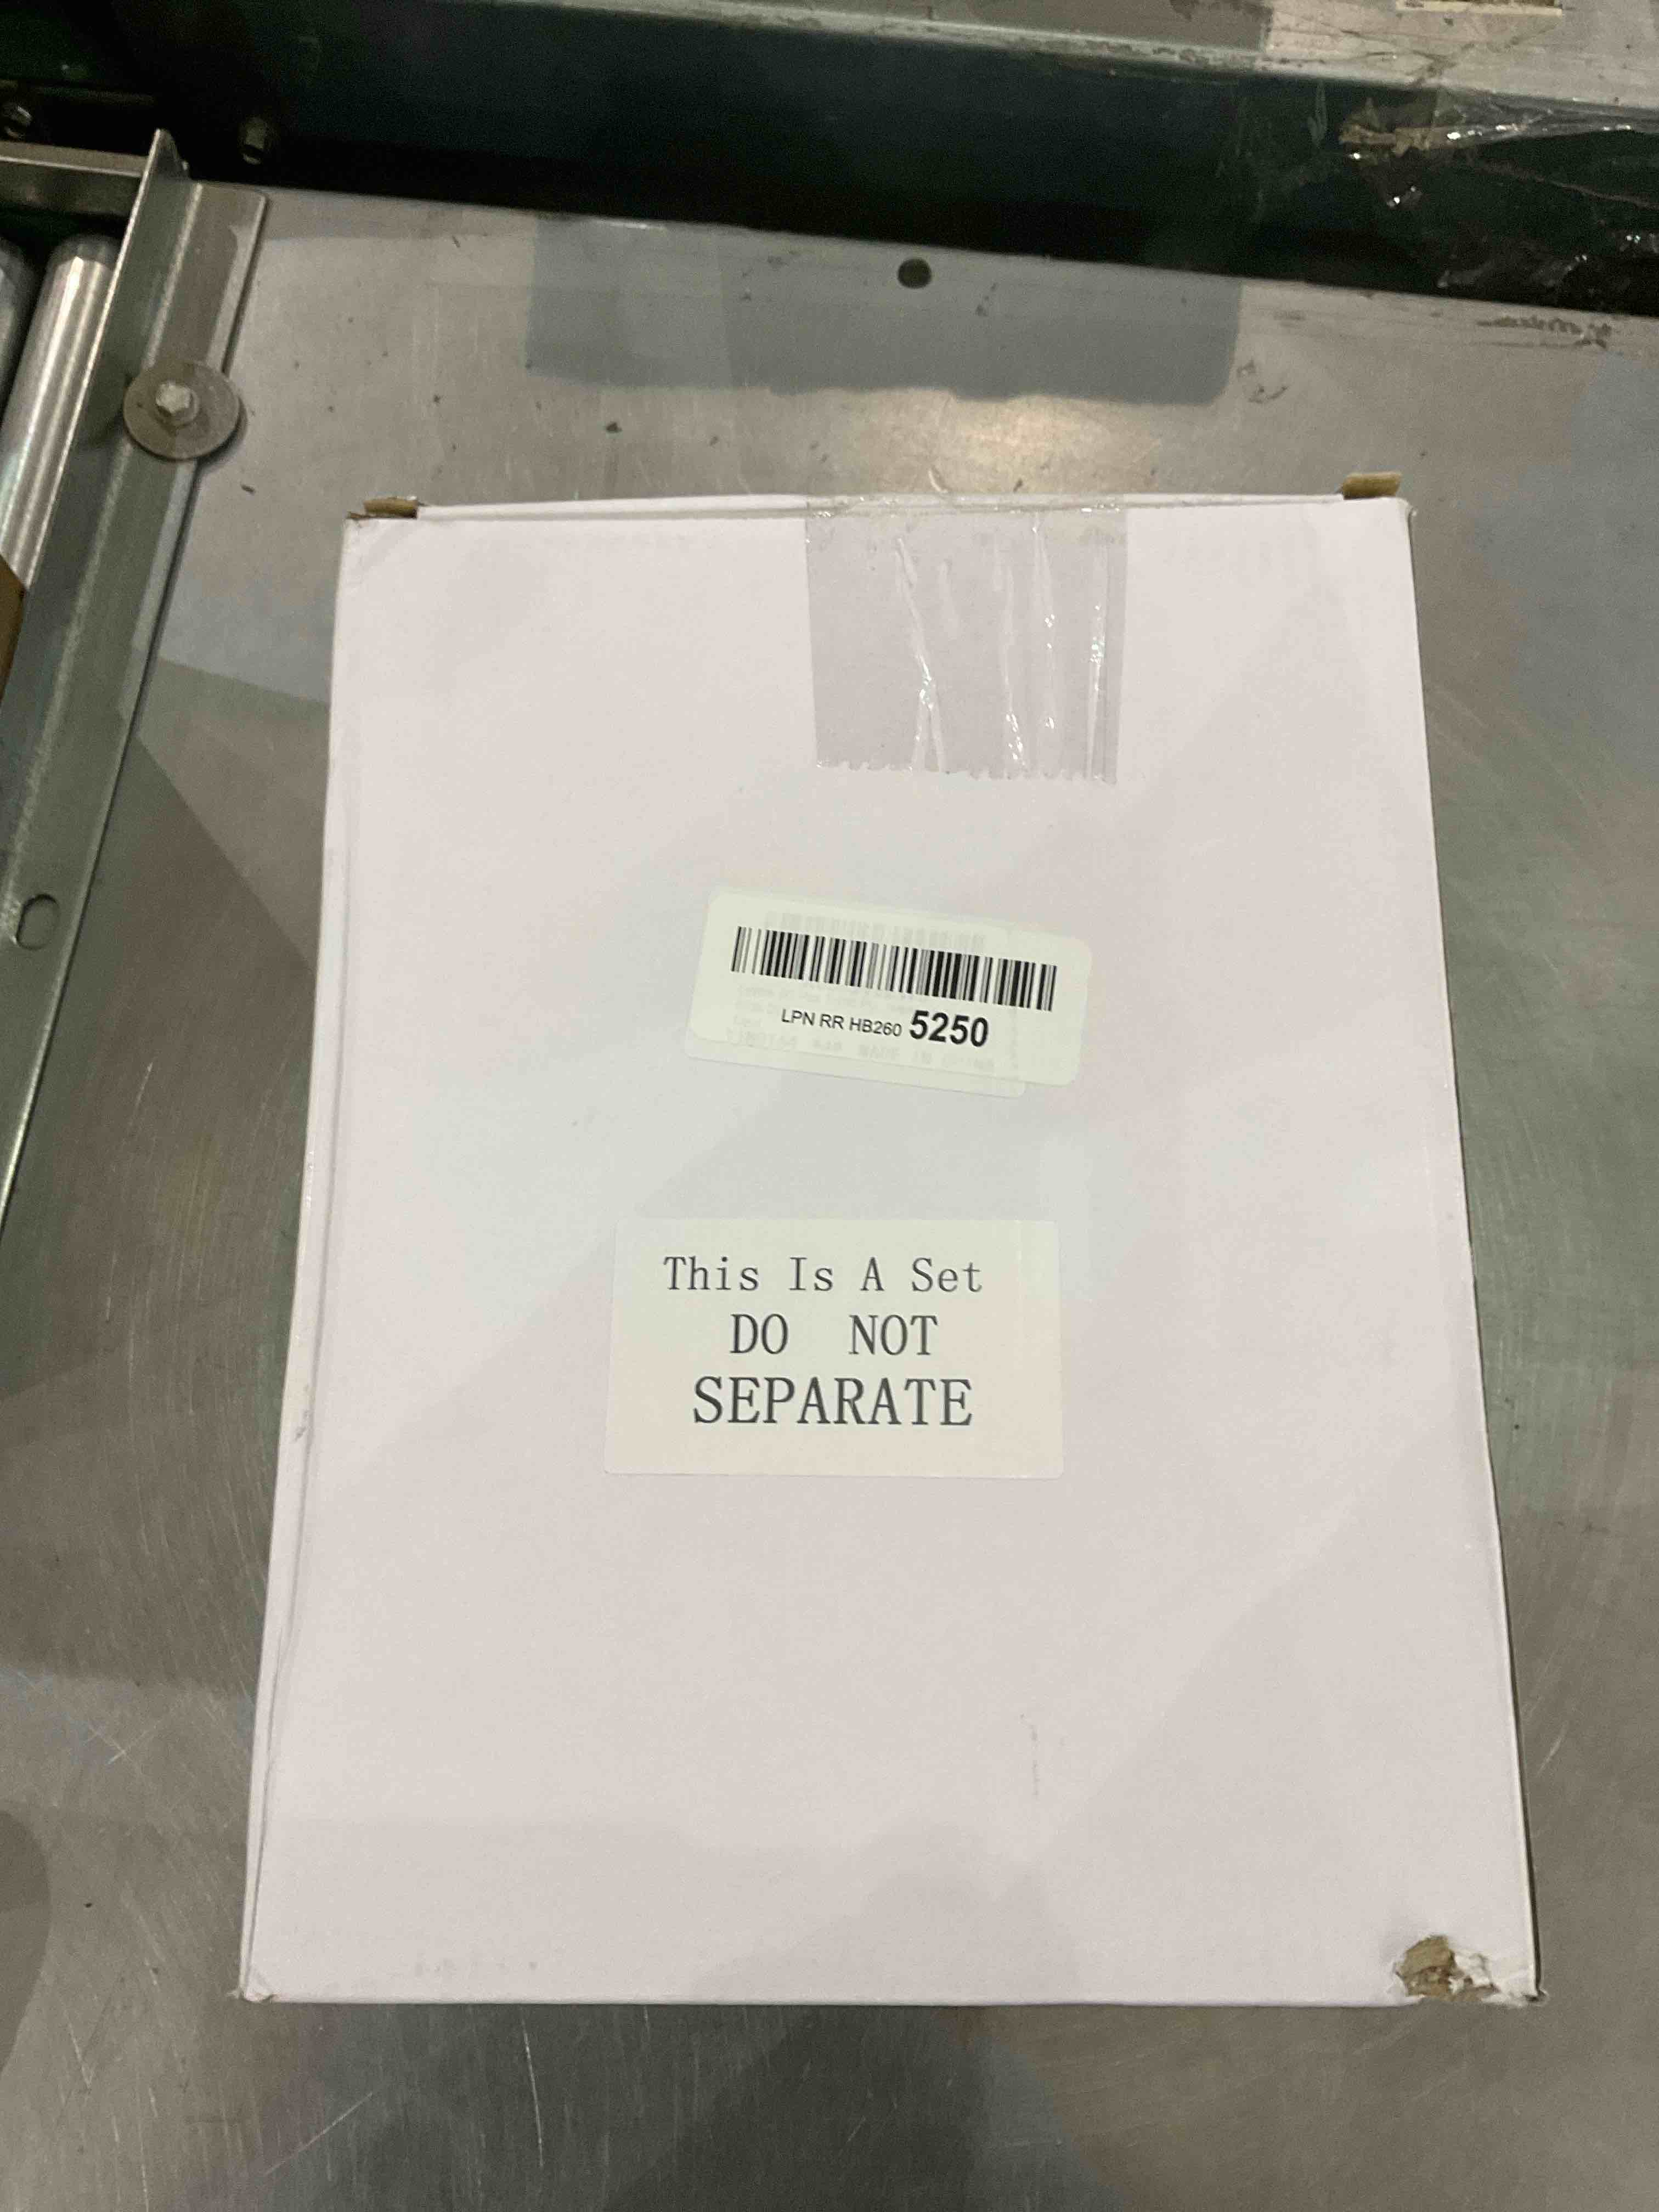 LPN RR HB260 5250
This Is A Set
DO NOT
SEPARATE